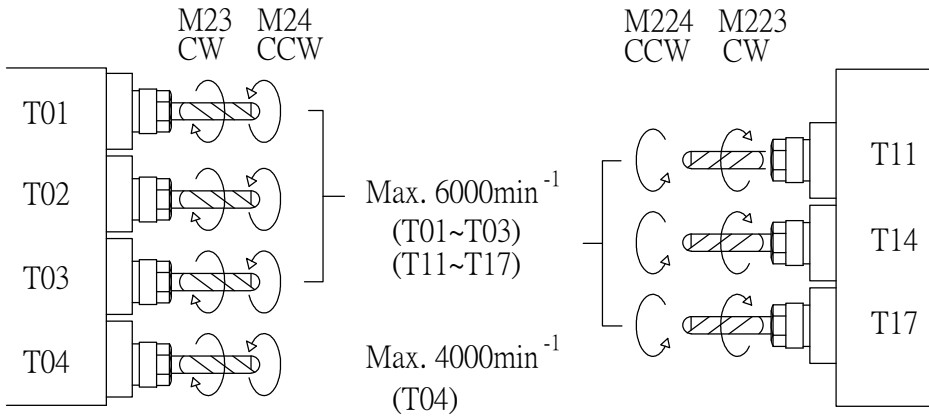 M23 M24
CW CCW
M224 M223
CCW CW
T01
T02
T03
T04
Max. 6000min⁻¹
(T01~T03)
(T11~T17)
Max. 4000min⁻¹
(T04)
T11
T14
T17